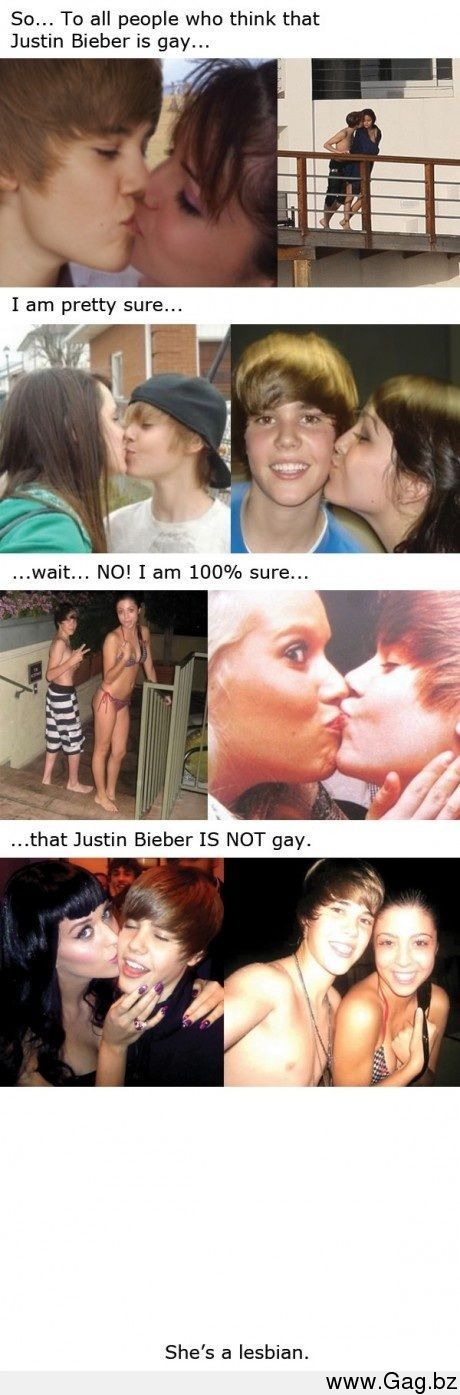 So... To all people who think that
Justin Bieber is gay...
I am pretty sure...
...wait... NO! I am 100% sure...
...that Justin Bieber IS NOT gay.
She's a lesbian.
www.Gag.bz